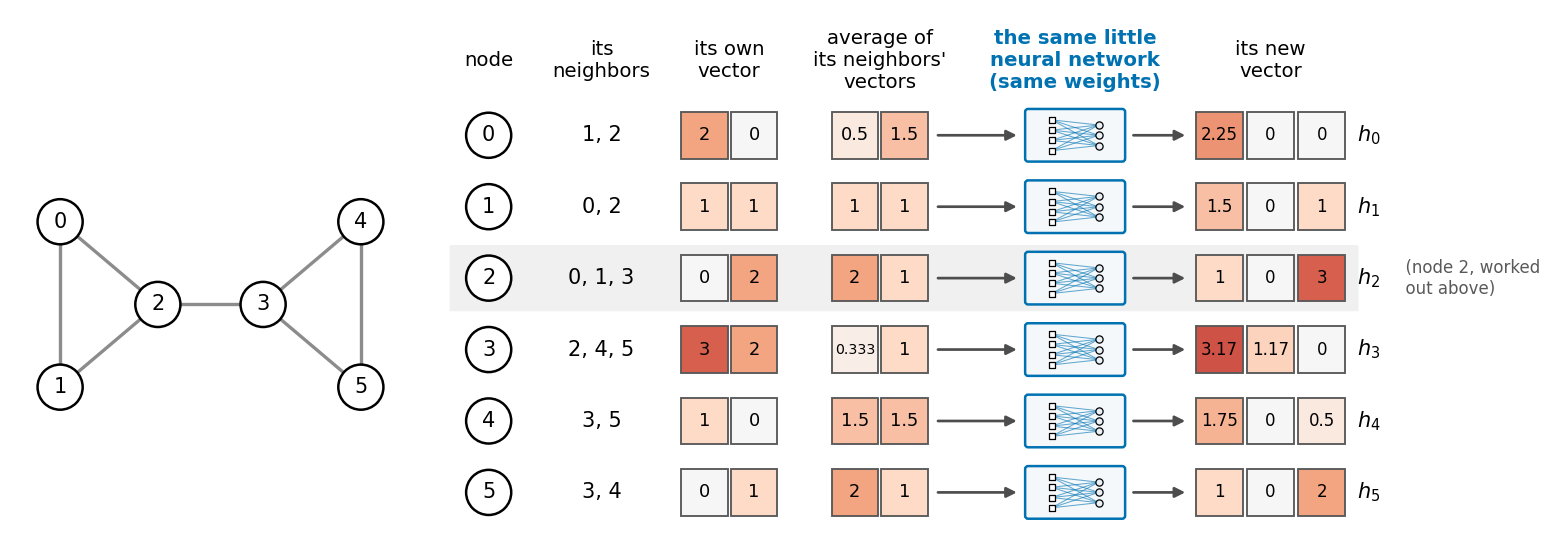 node
its
neighbors
its own
vector
average of
its neighbors'
vectors
the same little
neural network
(same weights)
its new
vector
0 1, 2 2 0 0.5 1.5 2.25 0 0 h0
1 0, 2 1 1 1 1 1.5 0 1 h1
2 0, 1, 3 0 2 2 1 1 0 3 h2
(node 2, worked
out above)
3 2, 4, 5 3 2 0.333 1 3.17 1.17 0 h3
4 3, 5 1 0 1.5 1.5 1.75 0 0.5 h4
5 3, 4 0 1 2 1 1 0 2 h5
0 4
2 3
1 5